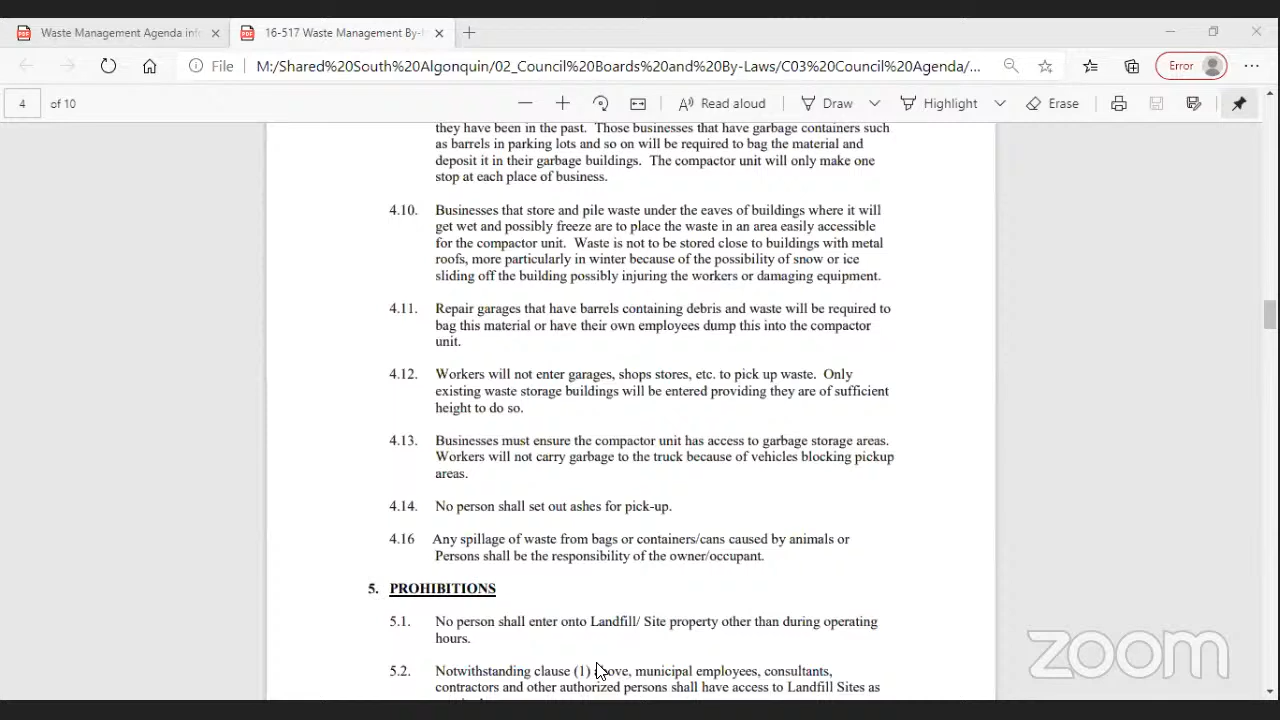 Waste Management Agenda inf
16-517 Waste Management By-l
File
M:/Shared%20South%20Algonquin/02_Council%20Boards%20and%20By-Laws/C03%20Council%20Agenda/...
Error
4
of 10
Read aloud
Draw
Highlight
Erase
they have been in the past. Those businesses that have garbage containers such
as barrels in parking lots and so on will be required to bag the material and
deposit it in their garbage buildings. The compactor unit will only make one
stop at each place of business.
4.10. Businesses that store and pile waste under the eaves of buildings where it will
get wet and possibly freeze are to place the waste in an area easily accessible
for the compactor unit. Waste is not to be stored close to buildings with metal
roofs, more particularly in winter because of the possibility of snow or ice
sliding off the building possibly injuring the workers or damaging equipment.
4.11. Repair garages that have barrels containing debris and waste will be required to
bag this material or have their own employees dump this into the compactor
unit.
4.12. Workers will not enter garages, shops stores, etc. to pick up waste. Only
existing waste storage buildings will be entered providing they are of sufficient
height to do so.
4.13. Businesses must ensure the compactor unit has access to garbage storage areas.
Workers will not carry garbage to the truck because of vehicles blocking pickup
areas.
4.14. No person shall set out ashes for pick-up.
4.16 Any spillage of waste from bags or containers/cans caused by animals or
Persons shall be the responsibility of the owner/occupant.
5. PROHIBITIONS
5.1. No person shall enter onto Landfill/ Site property other than during operating
hours.
5.2. Notwithstanding clause (1) above, municipal employees, consultants,
contractors and other authorized persons shall have access to Landfill Sites as
zoom